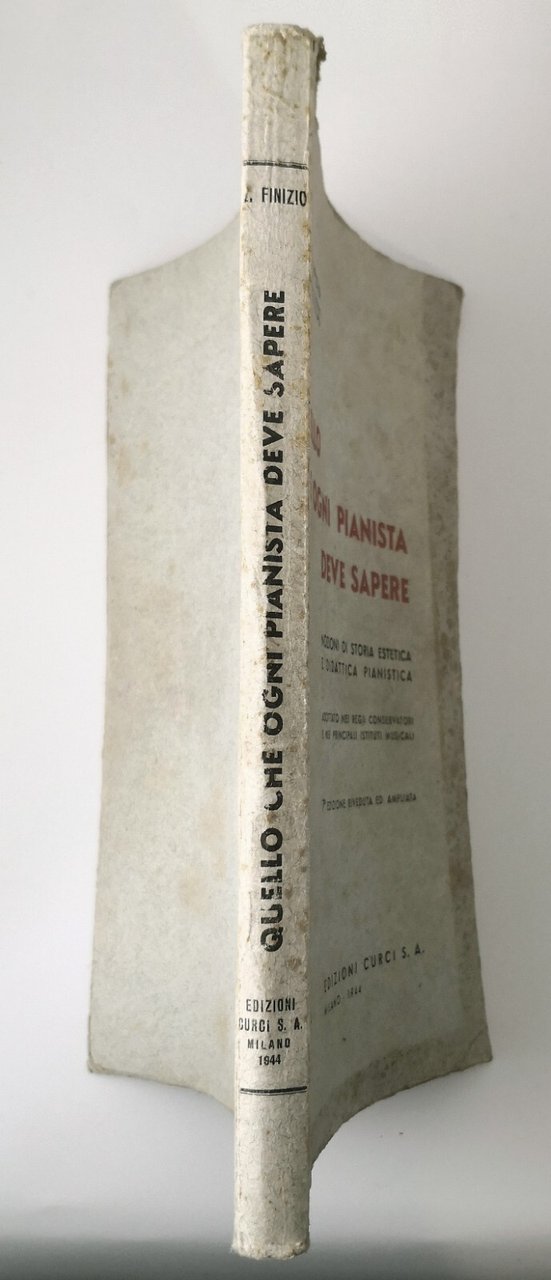 L. FINIZIO
QUELLO CHE OGNI PIANISTA DEVE SAPERE
EDIZIONI
CURCI S. A.
MILANO
1944
OGNI PIANISTA
DEVE SAPERE
NOZIONI DI STORIA ESTETICA
E DIDATTICA PIANISTICA
ADOTTATO NEI REGI CONSERVATORI
E NEI PRINCIPALI ISTITUTI MUSICALI
EDIZIONE RIVEDUTA ED AMPLIATA
EDIZIONI CURCI S. A.
MILANO 1944